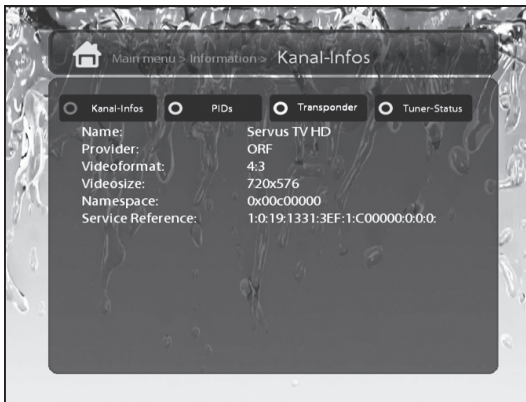 Main menu > Information > Kanal-Infos
Kanal-Infos PIDs Transponder Tuner-Status
Name: Servus TV HD
Provider: ORF
Videoformat: 4:3
Videosize: 720x576
Namespace: 0x00c00000
Service Reference: 1:0:19:1331:3EF:1:C00000:0:0:0: